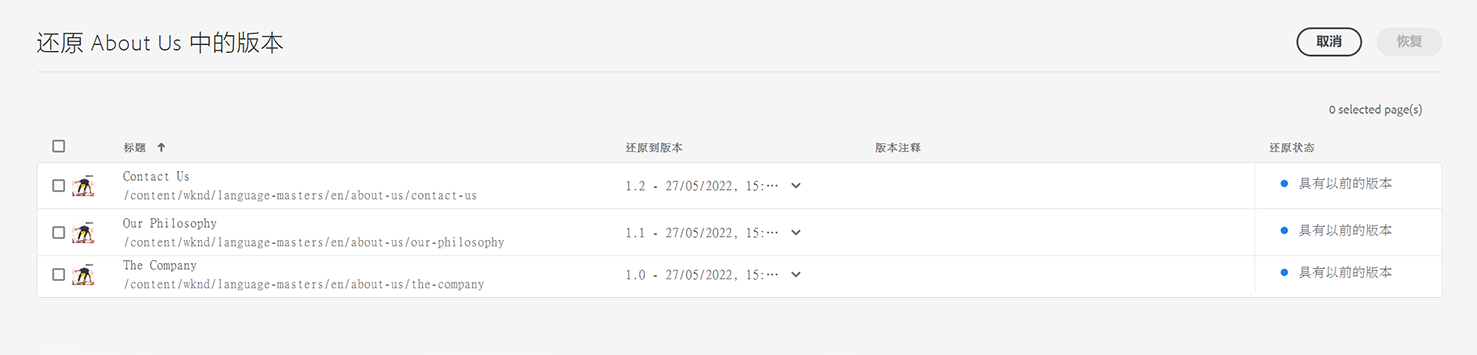 还原 About Us 中的版本
取消
恢复
0 selected page(s)
标题
还原到版本
版本注释
还原状态
Contact Us
/content/wknd/language-masters/en/about-us/contact-us
1.2 - 27/05/2022, 15:···
具有以前的版本
Our Philosophy
/content/wknd/language-masters/en/about-us/our-philosophy
1.1 - 27/05/2022, 15:···
具有以前的版本
The Company
/content/wknd/language-masters/en/about-us/the-company
1.0 - 27/05/2022, 15:···
具有以前的版本